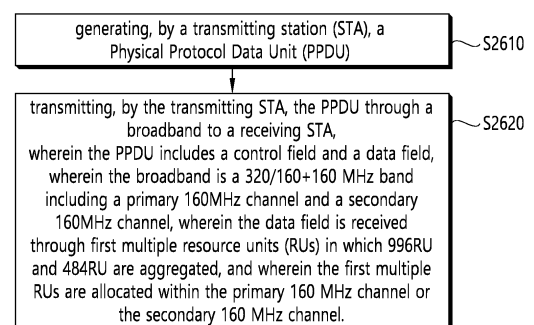 generating, by a transmitting station (STA), a
Physical Protocol Data Unit (PPDU)
S2610
transmitting, by the transmitting STA, the PPDU through a
broadband to a receiving STA,
wherein the PPDU includes a control field and a data field,
wherein the broadband is a 320/160+160 MHz band
including a primary 160MHz channel and a secondary
160MHz channel, wherein the data field is received
through first multiple resource units (RUs) in which 996RU
and 484RU are aggregated, and wherein the first multiple
RUs are allocated within the primary 160 MHz channel or
the secondary 160 MHz channel.
S2620